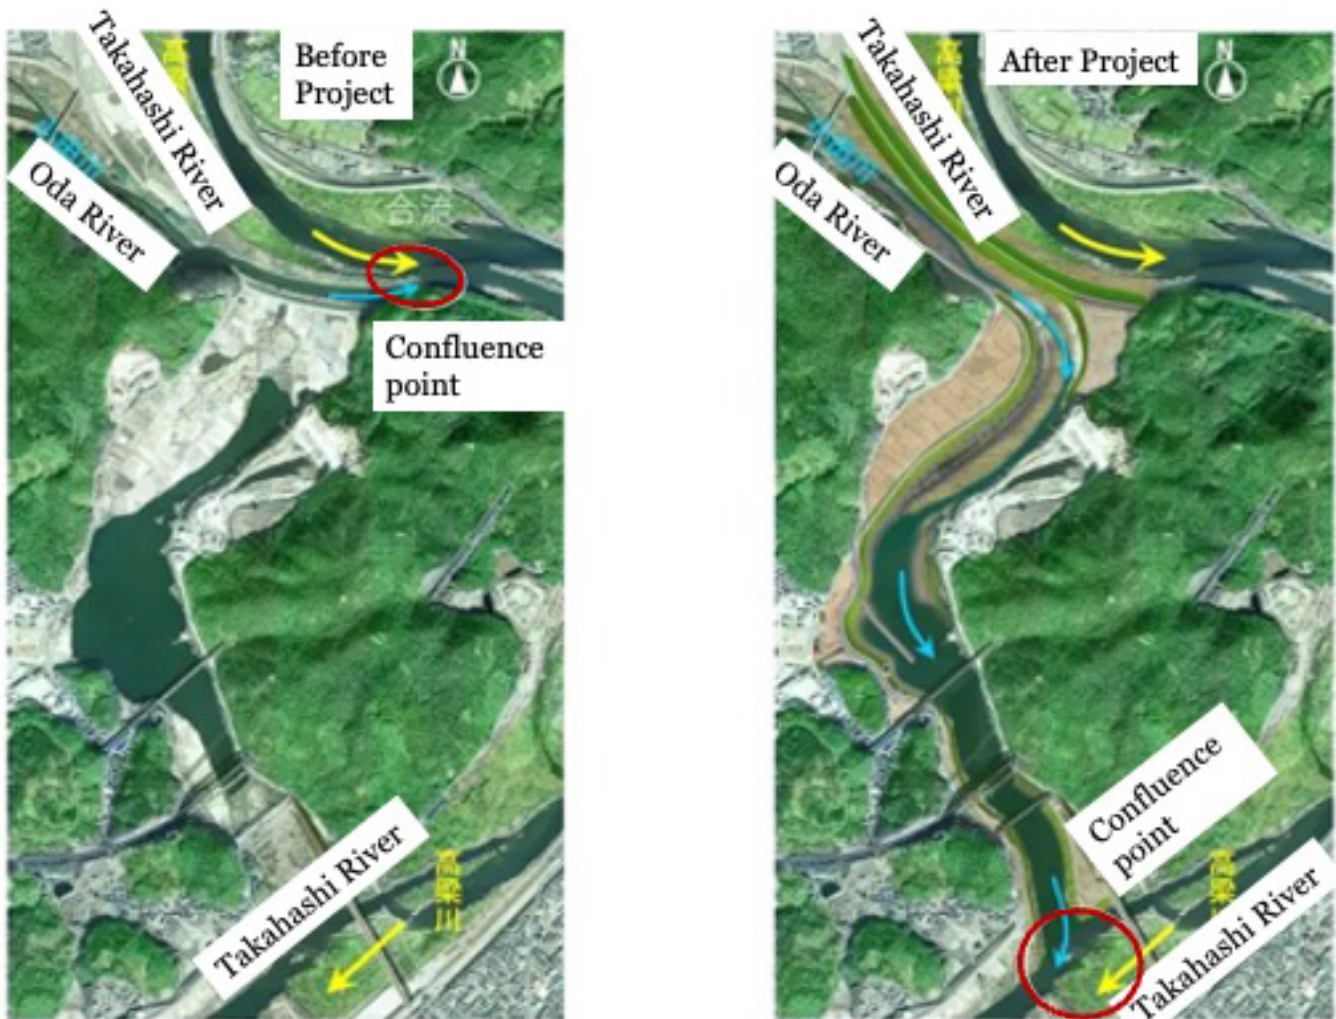 Before
Project
N
Takahashi River
Oda River
合流
Confluence
point
Takahashi River
高梁川
After Project
N
Takahashi River
Oda River
Confluence
point
Takahashi River